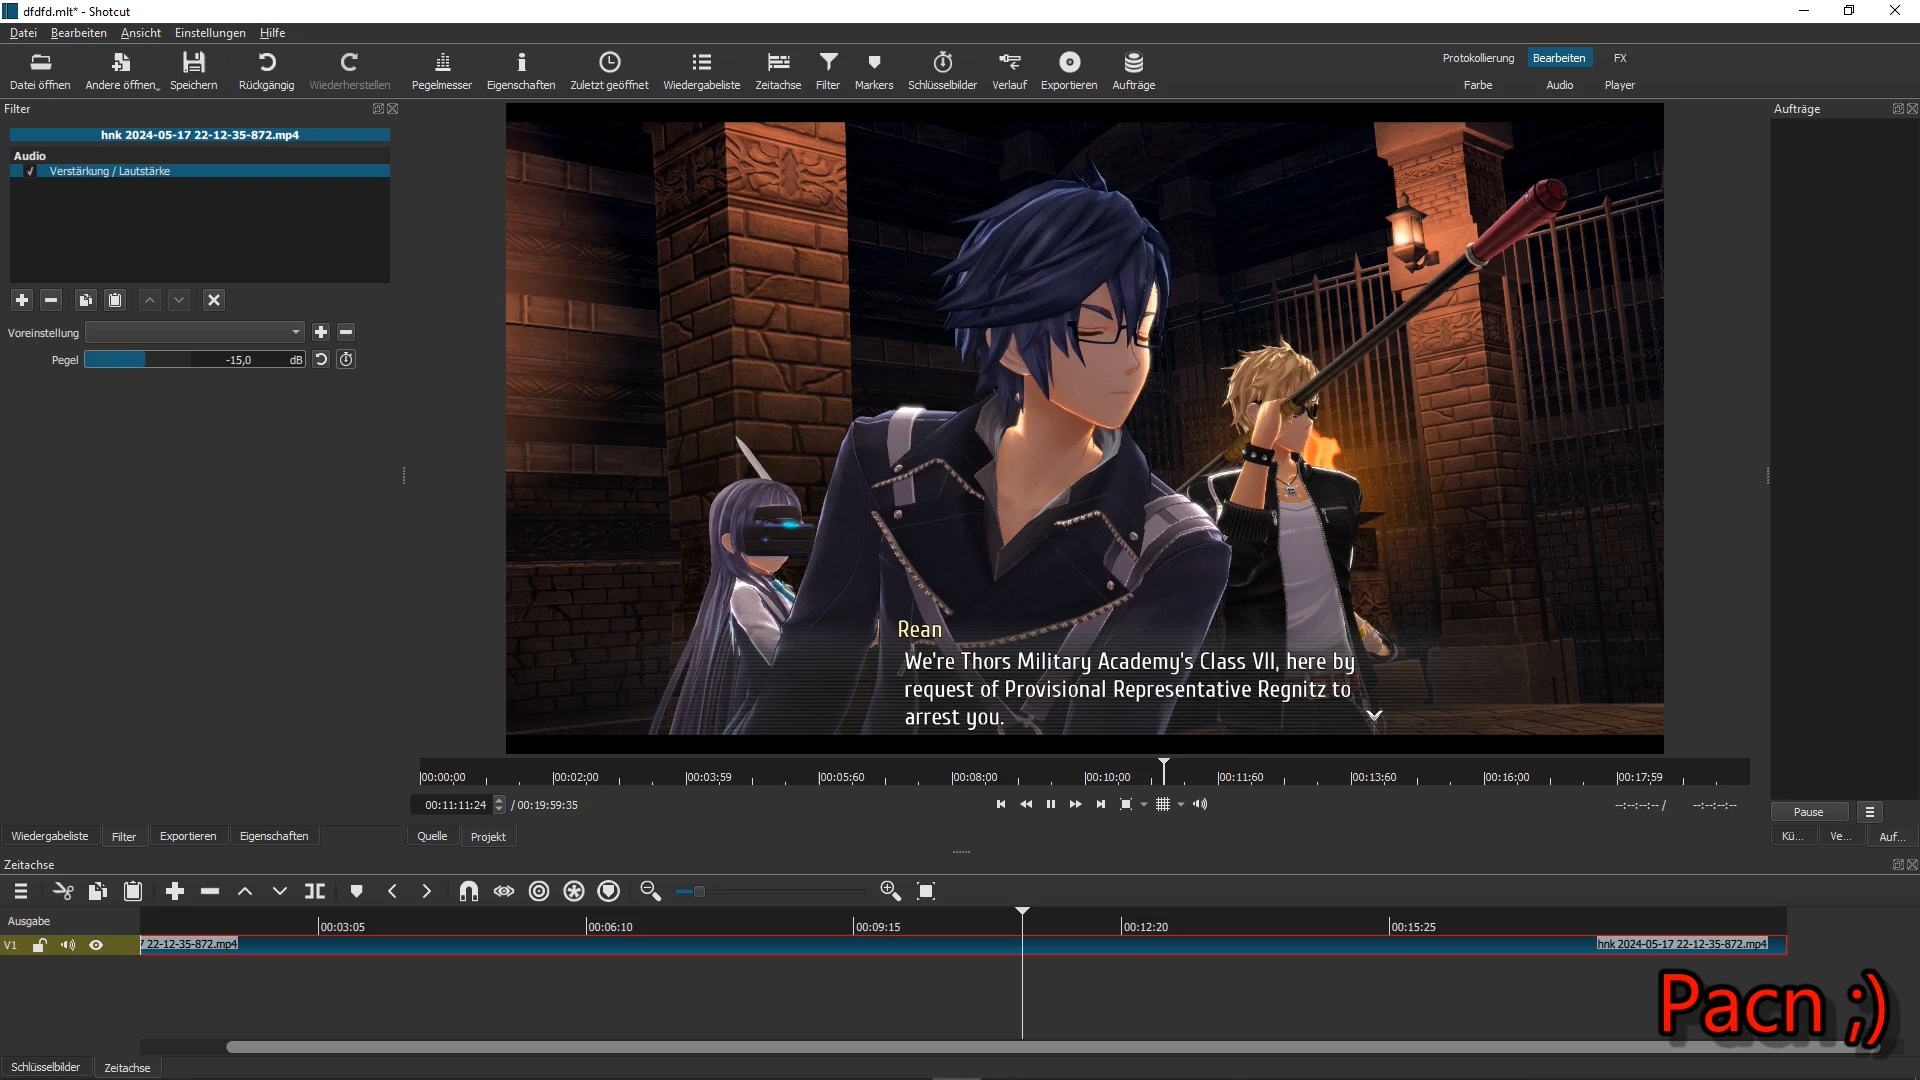 dfdfd.mlt* - Shotcut
Datei Bearbeiten Ansicht Einstellungen Hilfe
Datei öffnen Andere öffnen Speichern Rückgängig Wiederherstellen Pegelmesser Eigenschaften Zuletzt geöffnet Wiedergabeliste Zeitachse Filter Markers Schlüsselbilder Verlauf Exportieren Aufträge
Protokollierung Bearbeiten FX
Farbe Audio Player
Filter
Aufträge
hnk 2024-05-17 22-12-35-872.mp4
Audio
✓ Verstärkung / Lautstärke
Voreinstellung
Pegel -15,0 dB
Rean
We're Thors Military Academy's Class VII, here by
request of Provisional Representative Regnitz to
arrest you.
00:00:00 00:02:00 00:03:59 00:05:60 00:08:00 00:10:00 00:11:60 00:13:60 00:16:00 00:17:59
00:11:11:24 / 00:19:59:35 --:--:--:-- / --:--:--:--
Pause
Wiedergabeliste Filter Exportieren Eigenschaften Quelle Projekt Kü... Ve... Auf...
Zeitachse
Ausgabe
00:03:05 00:06:10 00:09:15 00:12:20 00:15:25
V1 7 22-12-35-872.mp4 hnk 2024-05-17 22-12-35-872.mp4
Pacn ;)
Schlüsselbilder Zeitachse